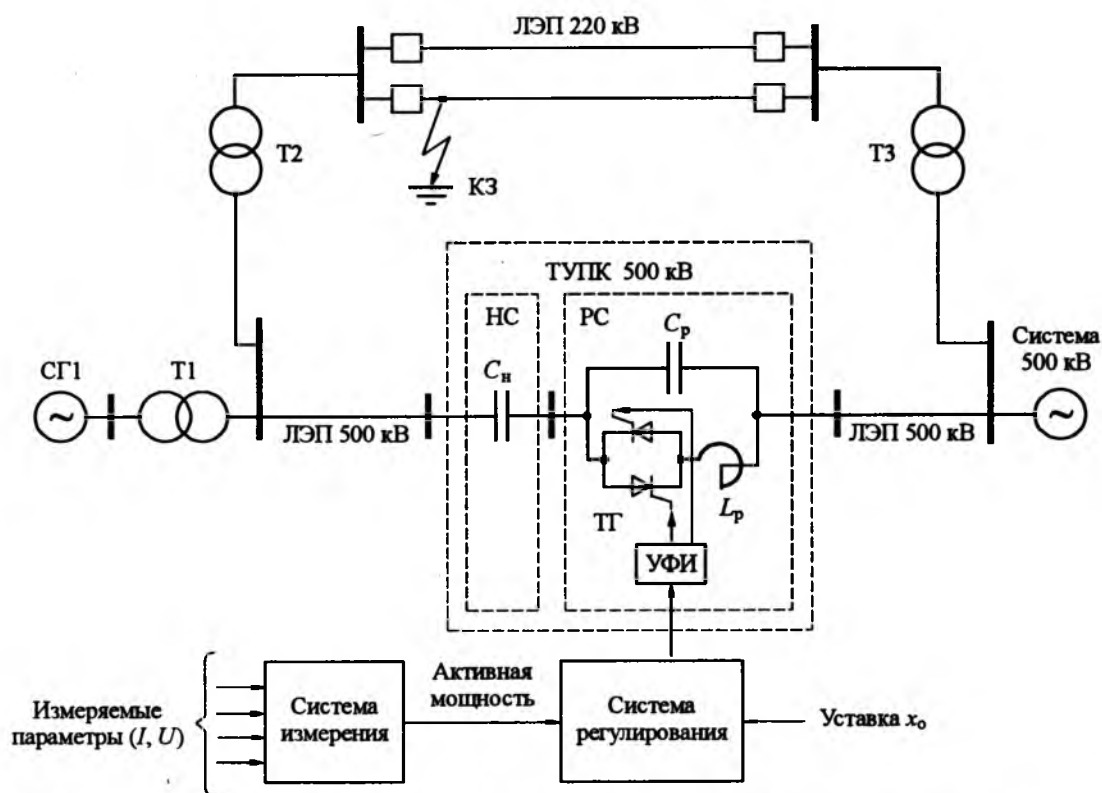 ЛЭП 220 кВ
Т2
Т3
КЗ
ТУПК 500 кВ
НС
РС
Cр
Cн
СГ1
Т1
~
ЛЭП 500 кВ
ЛЭП 500 кВ
Система
500 кВ
~
ТГ
Lр
УФИ
Измеряемые
параметры (I, U)
Система
измерения
Активная
мощность
Система
регулирования
Уставка xо